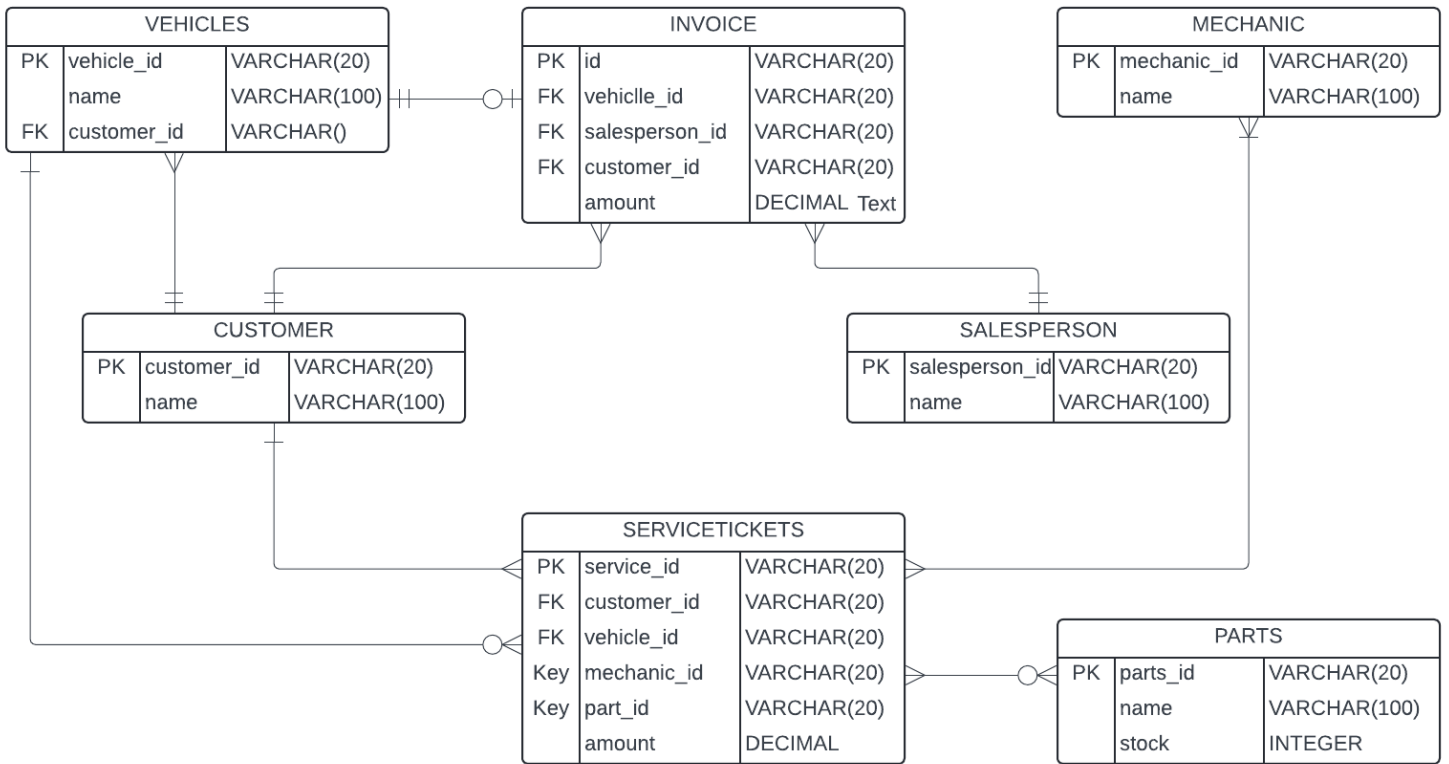 VEHICLES
PK vehicle_id VARCHAR(20)
name VARCHAR(100)
FK customer_id VARCHAR()
INVOICE
PK id VARCHAR(20)
FK vehiclle_id VARCHAR(20)
FK salesperson_id VARCHAR(20)
FK customer_id VARCHAR(20)
amount DECIMAL Text
MECHANIC
PK mechanic_id VARCHAR(20)
name VARCHAR(100)
CUSTOMER
PK customer_id VARCHAR(20)
name VARCHAR(100)
SALESPERSON
PK salesperson_id VARCHAR(20)
name VARCHAR(100)
SERVICETICKETS
PK service_id VARCHAR(20)
FK customer_id VARCHAR(20)
FK vehicle_id VARCHAR(20)
Key mechanic_id VARCHAR(20)
Key part_id VARCHAR(20)
amount DECIMAL
PARTS
PK parts_id VARCHAR(20)
name VARCHAR(100)
stock INTEGER